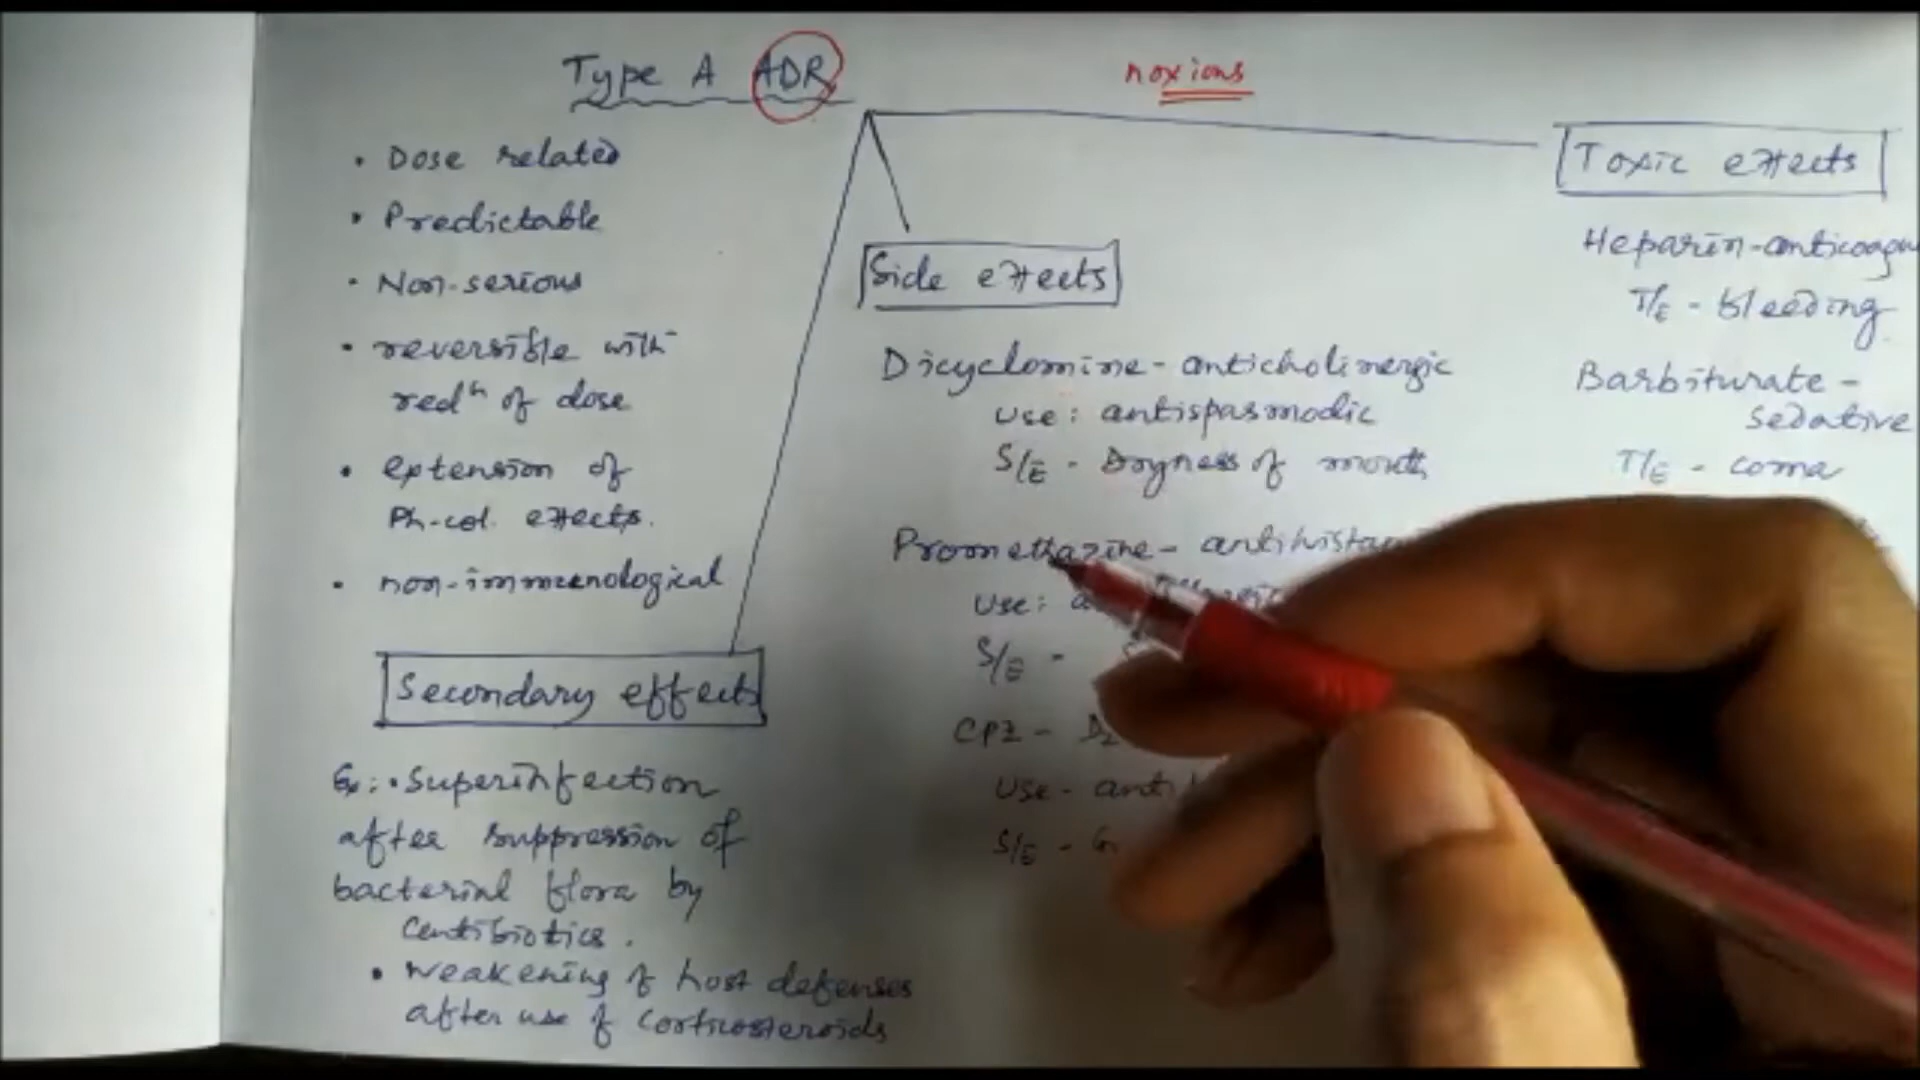 Type A ADR
noxious
• Dose related
• Predictable
• Non-serious
• reversible with
redⁿ of dose
• extension of
Ph-col. effects.
• non-immunological
Secondary effects
Ex: • Superinfection
after suppression of
bacterial flora by
antibiotics.
• weakening of host defenses
after use of corticosteroids
Side effects
Dicyclomine - anticholinergic
Use: antispasmodic
S/E - Dryness of mouth
Promethazine - antihista
Use:
S/E -
CPZ - D2
Use - anti
S/E - G
Toxic effects
Heparin - anticoagu
T/E - bleeding
Barbiturate -
sedative
T/E - coma